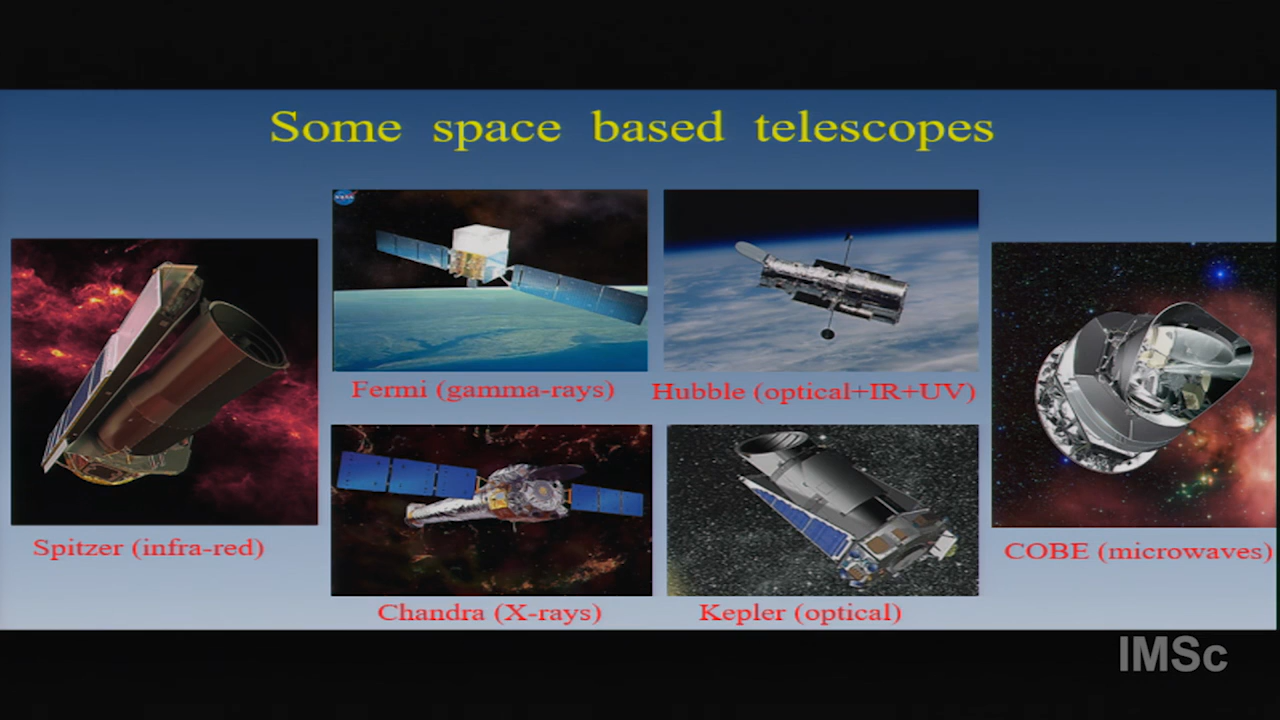 Some space based telescopes
NASA
Fermi (gamma-rays)
Hubble (optical+IR+UV)
Spitzer (infra-red)
COBE (microwaves)
Chandra (X-rays)
Kepler (optical)
IMSc